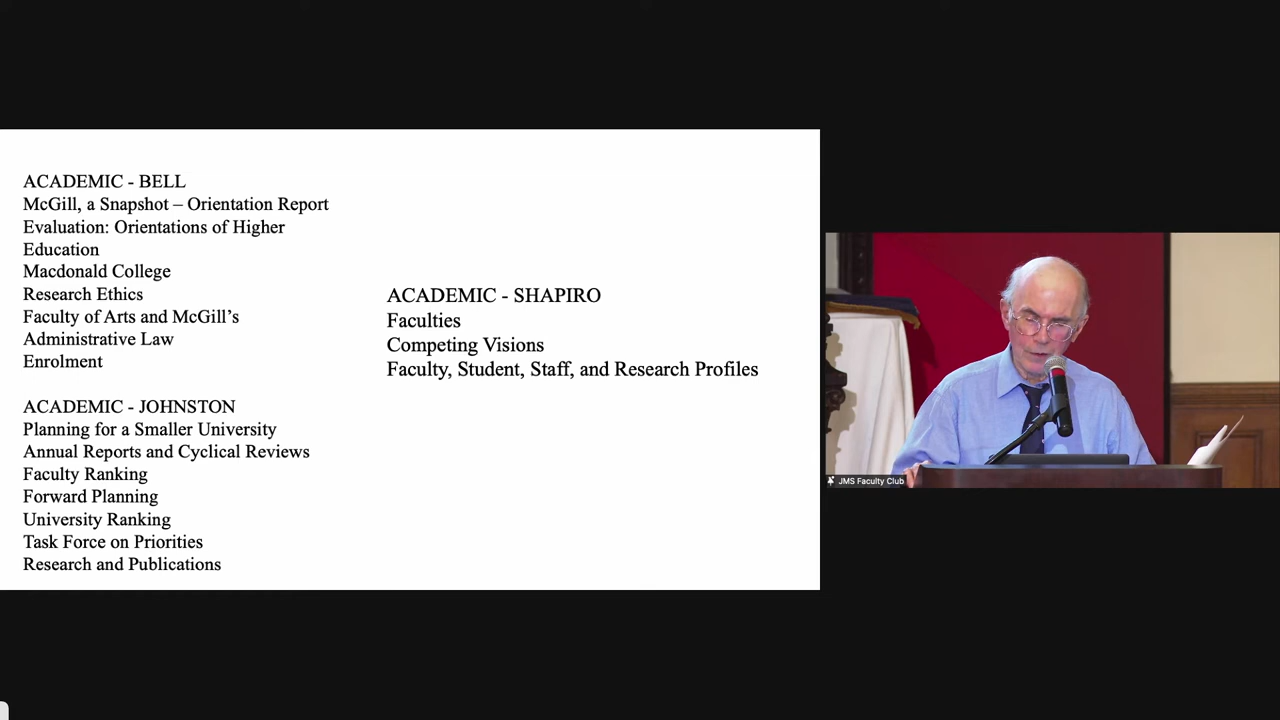 ACADEMIC - BELL
McGill, a Snapshot – Orientation Report
Evaluation: Orientations of Higher
Education
Macdonald College
Research Ethics
Faculty of Arts and McGill’s
Administrative Law
Enrolment
ACADEMIC - JOHNSTON
Planning for a Smaller University
Annual Reports and Cyclical Reviews
Faculty Ranking
Forward Planning
University Ranking
Task Force on Priorities
Research and Publications
ACADEMIC - SHAPIRO
Faculties
Competing Visions
Faculty, Student, Staff, and Research Profiles
JMS Faculty Club